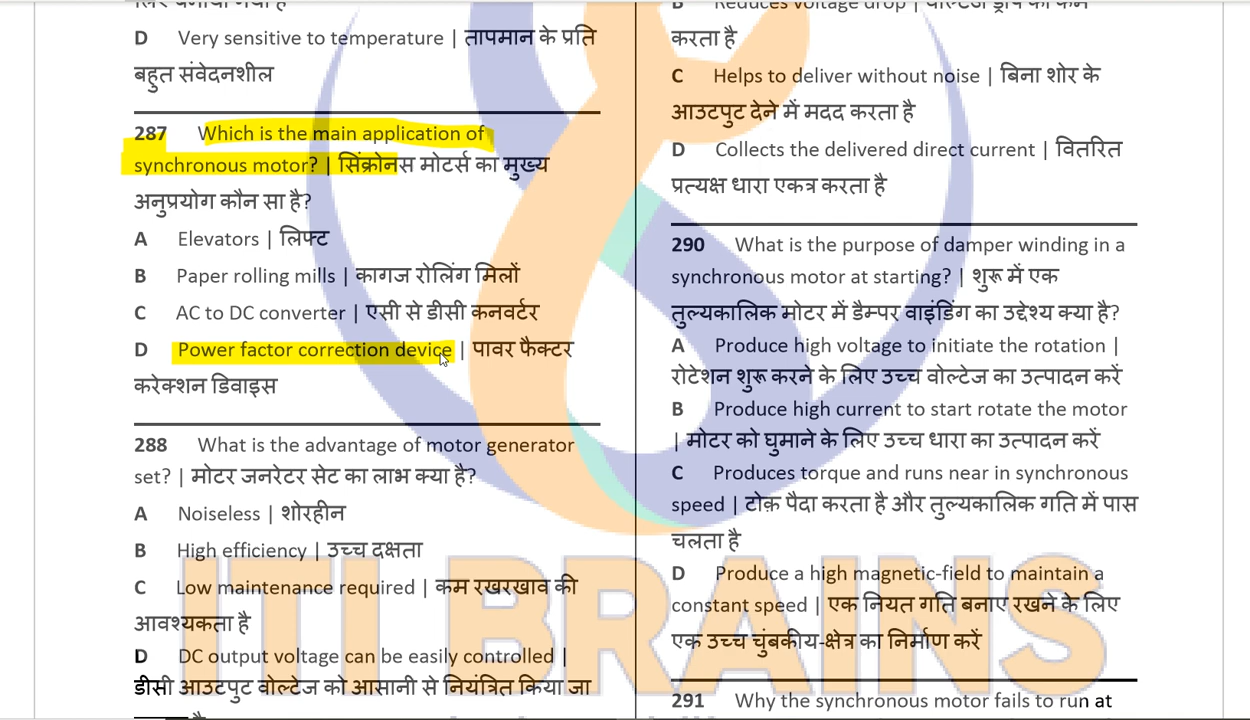 D Very sensitive to temperature | तापमान के प्रति
बहुत संवेदनशील
287 Which is the main application of
synchronous motor? | सिंक्रोनस मोटर्स का मुख्य
अनुप्रयोग कौन सा है?
A Elevators | लिफ्ट
B Paper rolling mills | कागज रोलिंग मिलों
C AC to DC converter | एसी से डीसी कनवर्टर
D Power factor correction device | पावर फैक्टर
करेक्शन डिवाइस
288 What is the advantage of motor generator
set? | मोटर जनरेटर सेट का लाभ क्या है?
A Noiseless | शोरहीन
B High efficiency | उच्च दक्षता
C Low maintenance required | कम रखरखाव की
आवश्यकता है
D DC output voltage can be easily controlled |
डीसी आउटपुट वोल्टेज को आसानी से नियंत्रित किया जा
B Reduces voltage drop | वोल्टेज ड्रॉप को कम
करता है
C Helps to deliver without noise | बिना शोर के
आउटपुट देने में मदद करता है
D Collects the delivered direct current | वितरित
प्रत्यक्ष धारा एकत्र करता है
290 What is the purpose of damper winding in a
synchronous motor at starting? | शुरू में एक
तुल्यकालिक मोटर में डैम्पर वाइंडिंग का उद्देश्य क्या है?
A Produce high voltage to initiate the rotation |
रोटेशन शुरू करने के लिए उच्च वोल्टेज का उत्पादन करें
B Produce high current to start rotate the motor
| मोटर को घुमाने के लिए उच्च धारा का उत्पादन करें
C Produces torque and runs near in synchronous
speed | टोक़ पैदा करता है और तुल्यकालिक गति में पास
चलता है
D Produce a high magnetic-field to maintain a
constant speed | एक नियत गति बनाए रखने के लिए
एक उच्च चुंबकीय-क्षेत्र का निर्माण करें
291 Why the synchronous motor fails to run at
ITI BRAINS